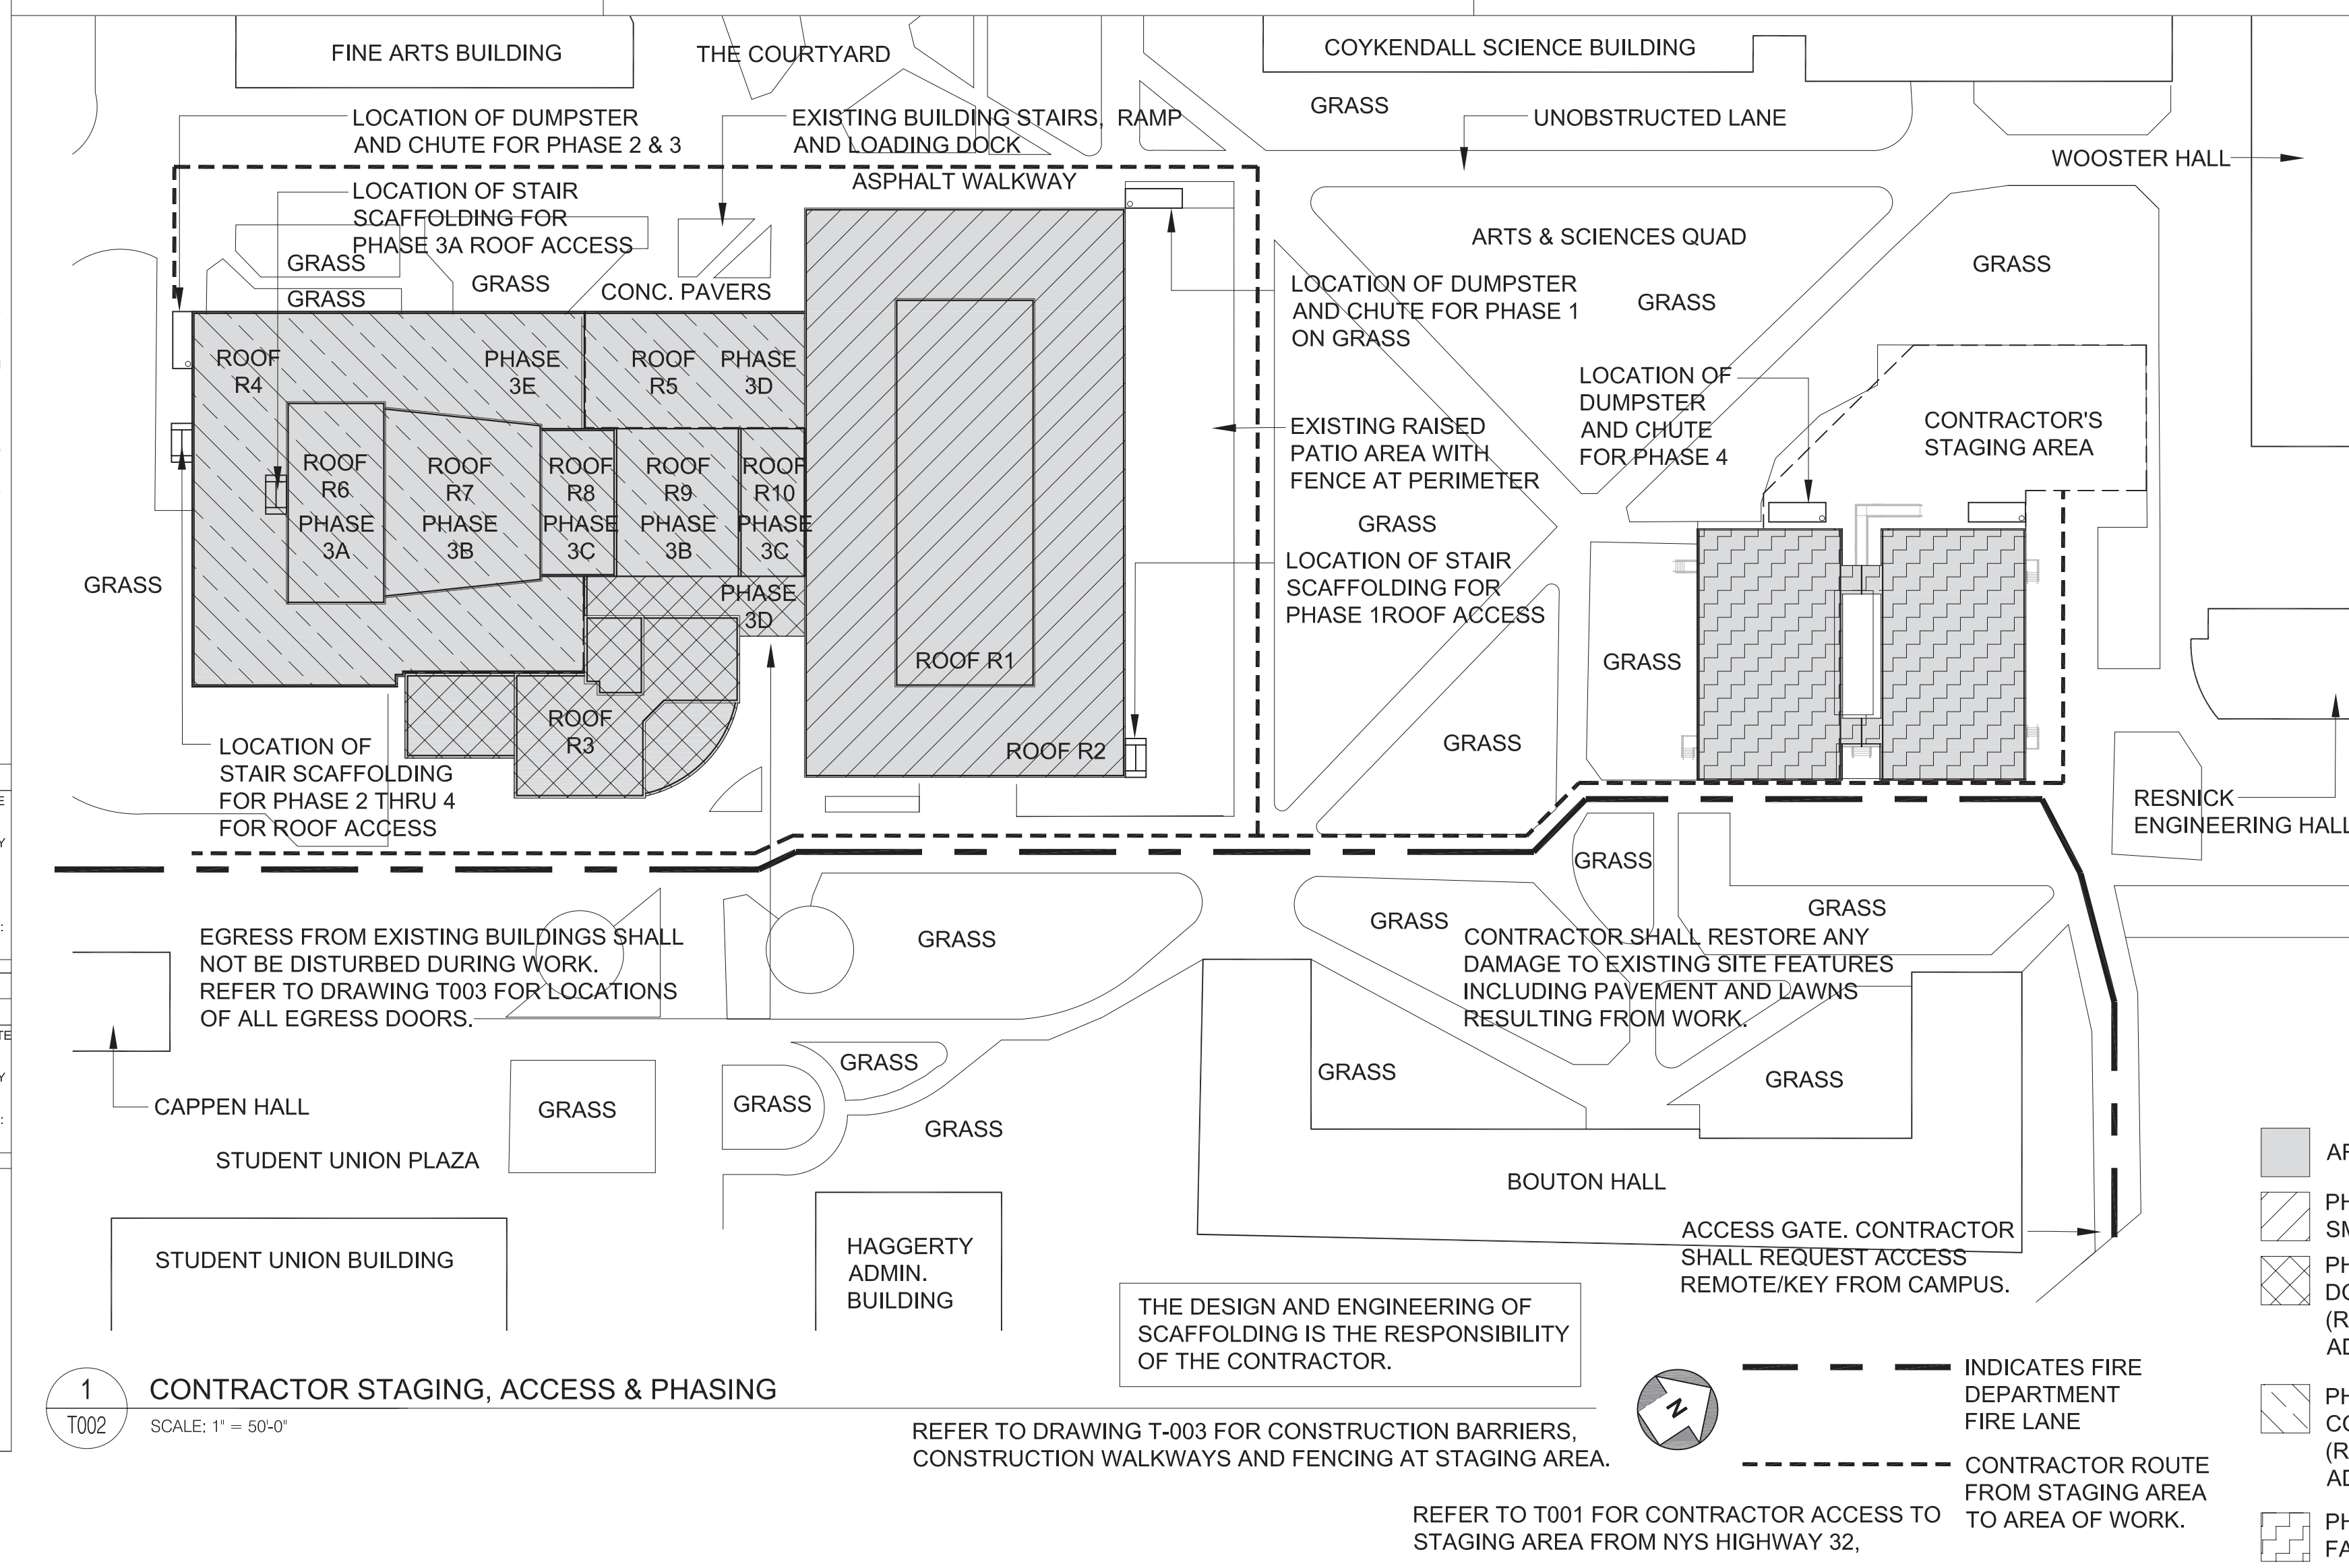 FINE ARTS BUILDING
THE COURTYARD
COYKENDALL SCIENCE BUILDING
GRASS
LOCATION OF DUMPSTER
AND CHUTE FOR PHASE 2 & 3
EXISTING BUILDING STAIRS, RAMP
AND LOADING DOCK
UNOBSTRUCTED LANE
WOOSTER HALL
ASPHALT WALKWAY
LOCATION OF STAIR
SCAFFOLDING FOR
PHASE 3A ROOF ACCESS
GRASS
GRASS
GRASS
CONC. PAVERS
ARTS & SCIENCES QUAD
GRASS
GRASS
LOCATION OF DUMPSTER
AND CHUTE FOR PHASE 1
ON GRASS
ROOF
R4
PHASE
3E
ROOF
R5
PHASE
3D
LOCATION OF
DUMPSTER
AND CHUTE
FOR PHASE 4
CONTRACTOR'S
STAGING AREA
EXISTING RAISED
PATIO AREA WITH
FENCE AT PERIMETER
ROOF
R6
PHASE
3A
ROOF
R7
PHASE
3B
ROOF
R8
PHASE
3C
ROOF
R9
PHASE
3B
ROOF
R10
PHASE
3C
GRASS
LOCATION OF STAIR
SCAFFOLDING FOR
PHASE 1ROOF ACCESS
GRASS
PHASE
3D
ROOF R1
GRASS
ROOF
R3
ROOF R2
GRASS
LOCATION OF
STAIR SCAFFOLDING
FOR PHASE 2 THRU 4
FOR ROOF ACCESS
RESNICK
ENGINEERING HALL
GRASS
GRASS
GRASS
GRASS
EGRESS FROM EXISTING BUILDINGS SHALL
NOT BE DISTURBED DURING WORK.
REFER TO DRAWING T003 FOR LOCATIONS
OF ALL EGRESS DOORS.
CONTRACTOR SHALL RESTORE ANY
DAMAGE TO EXISTING SITE FEATURES
INCLUDING PAVEMENT AND LAWNS
RESULTING FROM WORK.
GRASS
GRASS
GRASS
CAPPEN HALL
GRASS
GRASS
GRASS
STUDENT UNION PLAZA
BOUTON HALL
ACCESS GATE. CONTRACTOR
SHALL REQUEST ACCESS
REMOTE/KEY FROM CAMPUS.
STUDENT UNION BUILDING
HAGGERTY
ADMIN.
BUILDING
THE DESIGN AND ENGINEERING OF
SCAFFOLDING IS THE RESPONSIBILITY
OF THE CONTRACTOR.
1
T002
CONTRACTOR STAGING, ACCESS & PHASING
SCALE: 1" = 50'-0"
REFER TO DRAWING T-003 FOR CONSTRUCTION BARRIERS,
CONSTRUCTION WALKWAYS AND FENCING AT STAGING AREA.
N
INDICATES FIRE
DEPARTMENT
FIRE LANE
CONTRACTOR ROUTE
FROM STAGING AREA
TO AREA OF WORK.
REFER TO T001 FOR CONTRACTOR ACCESS TO
STAGING AREA FROM NYS HIGHWAY 32,